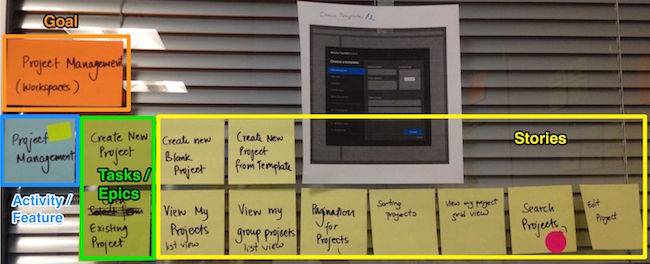 Goal
Project Management
(Workspaces)
Choose Template
Choose a template:
Project
Management
Activity /
Feature
Create New
Project
Tasks /
Epics
Select
Existing
Project
Stories
Create new
Blank
Project
Create New
Project
from Template
View My
Projects
list view
View my
group projects
list view
Pagination
for
Projects
Sorting
projects
View my project
grid view
Search
Projects
Edit
Project